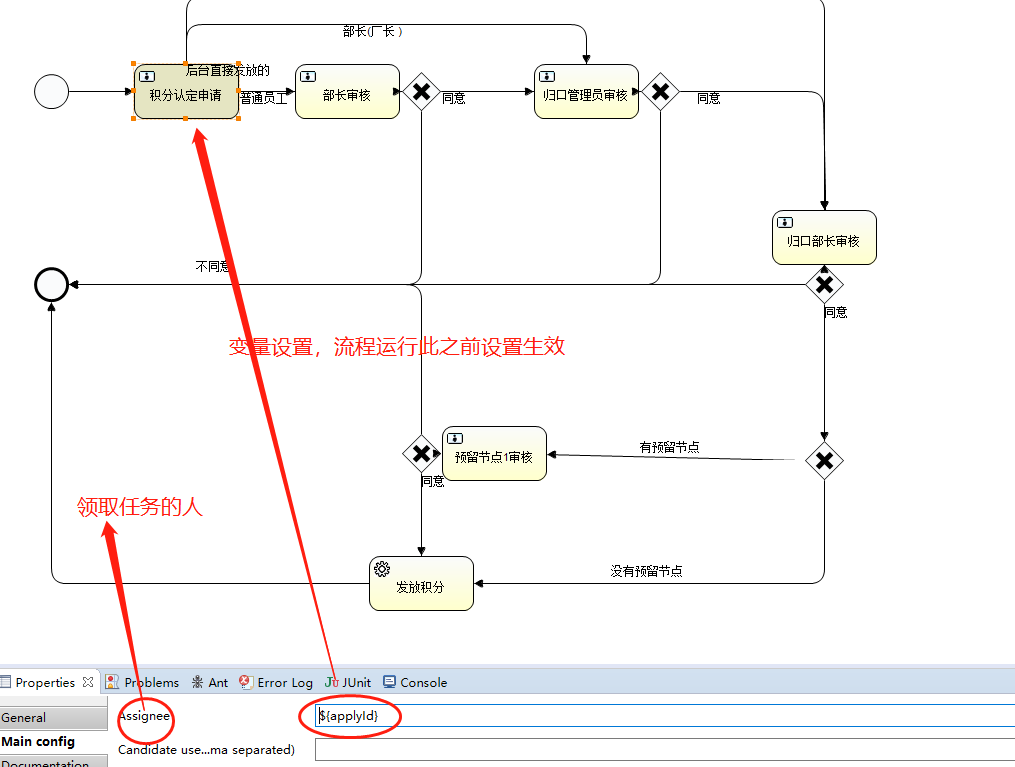 部长(厂长）
后台直接发放的
积分认定申请
普通员工
部长审核
同意
归口管理员审核
同意
归口部长审核
不同意
同意
变量设置，流程运行此之前设置生效
有预留节点
预留节点1审核
同意
领取任务的人
没有预留节点
发放积分
Properties
Problems
Ant
Error Log
JUnit
Console
General
Assignee
${applyId}
Main config
Candidate use...ma separated)
Documentation